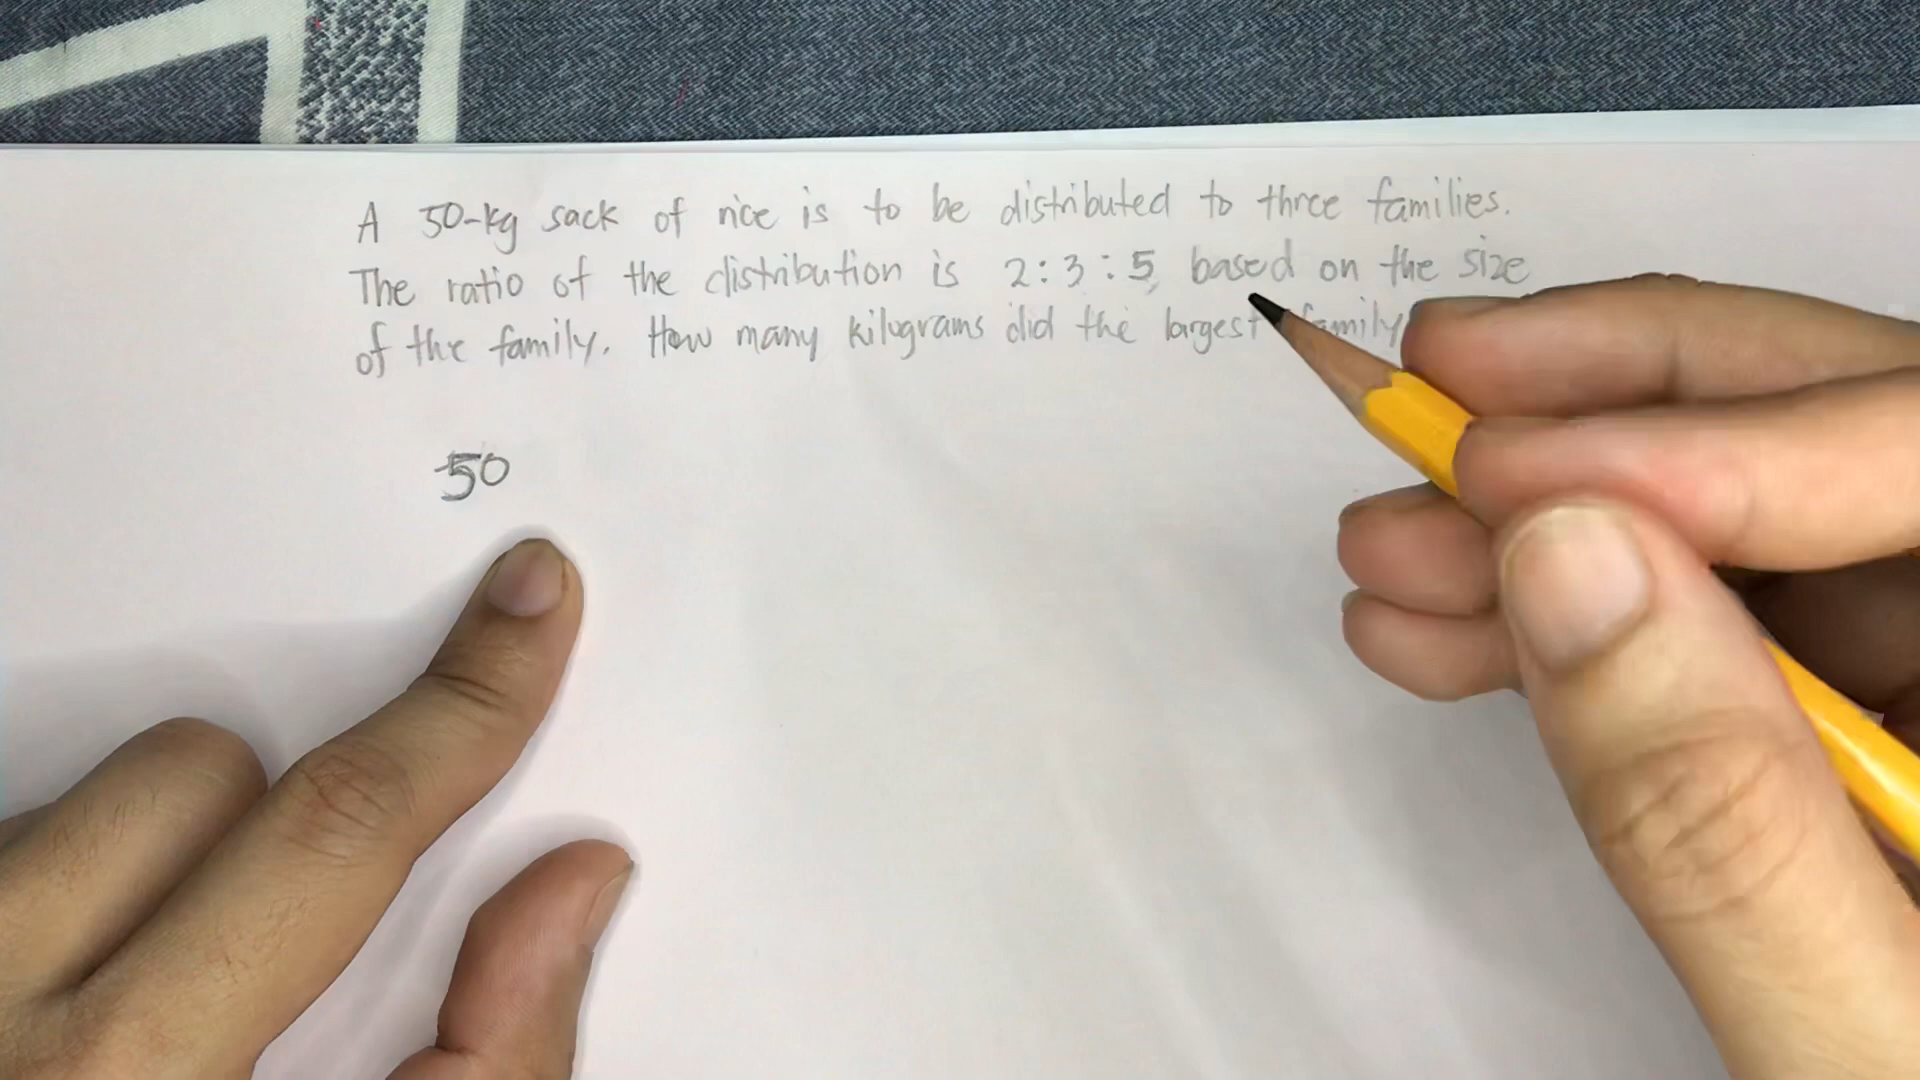 A 50-kg sack of rice is to be distributed to three families.
The ratio of the distribution is 2:3:5, based on the size
of the family. How many kilograms did the largest family
50